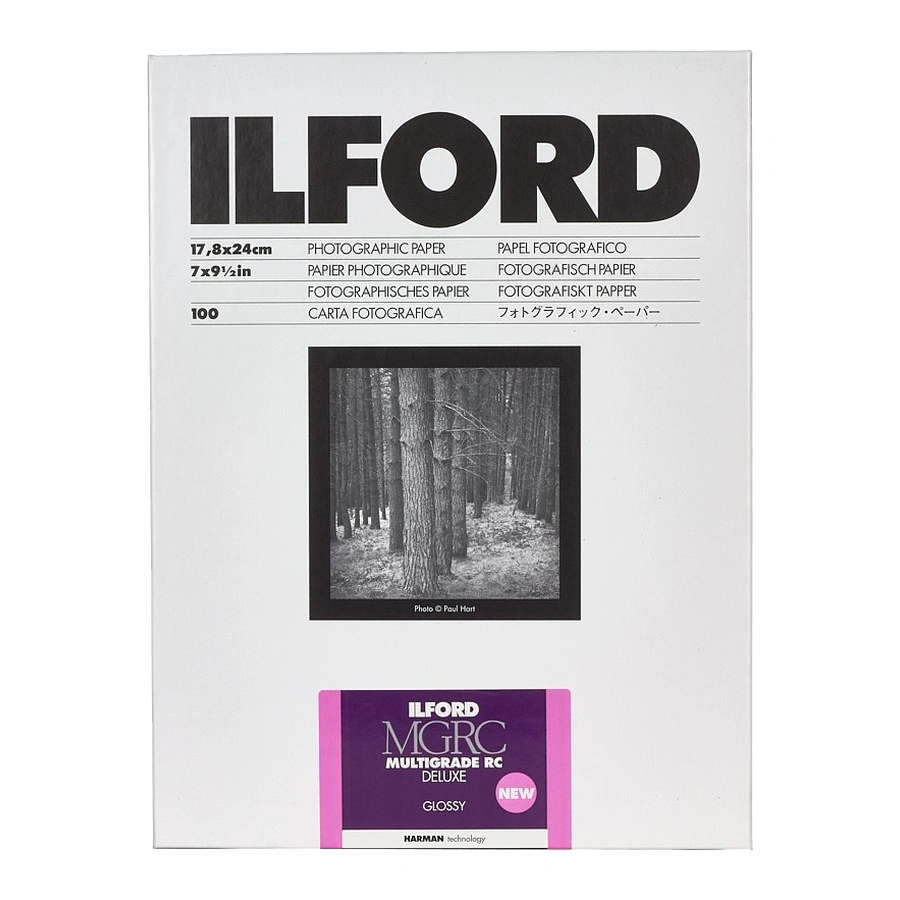 ILFORD
17,8x24cm PHOTOGRAPHIC PAPER PAPEL FOTOGRAFICO
7x9½in PAPIER PHOTOGRAPHIQUE FOTOGRAFISCH PAPIER
FOTOGRAPHISCHES PAPIER FOTOGRAFISKT PAPPER
100 CARTA FOTOGRAFICA フォトグラフィック・ペーパー
Photo © Paul Hart
ILFORD
MGRC
MULTIGRADE RC
DELUXE
NEW
GLOSSY
HARMAN technology